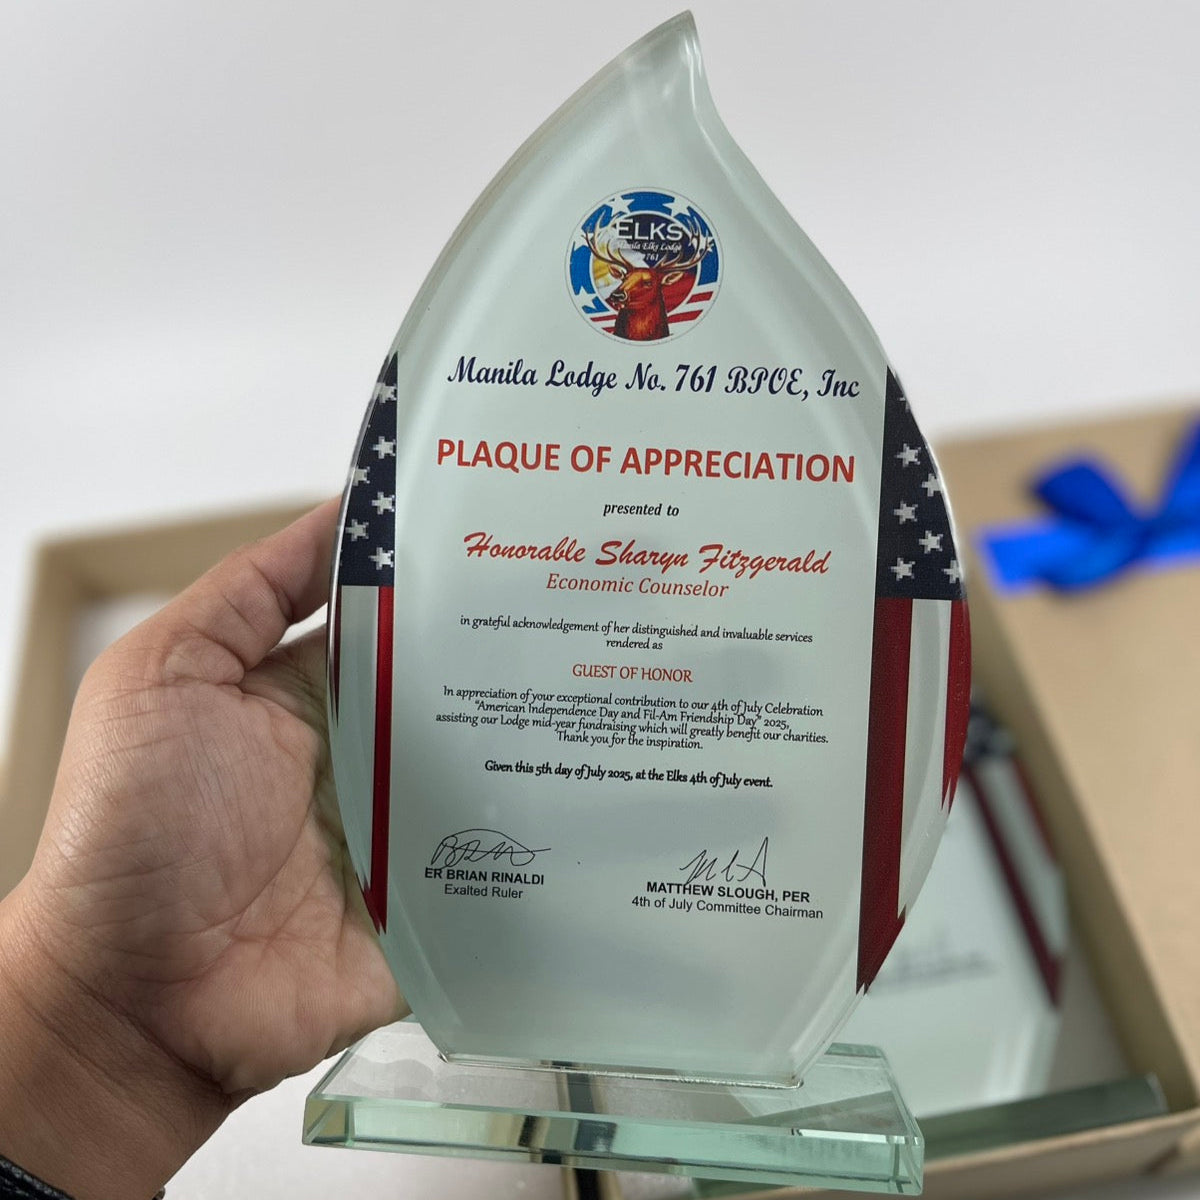 ELKS
Manila Elks Lodge
761
Manila Lodge No. 761 BPOE, Inc
PLAQUE OF APPRECIATION
presented to
Honorable Sharyn Fitzgerald
Economic Counselor
in grateful acknowledgement of her distinguished and invaluable services
rendered as
GUEST OF HONOR
In appreciation of your exceptional contribution to our 4th of July Celebration
"American Independence Day and Fil-Am Friendship Day" 2025,
assisting our Lodge mid-year fundraising which will greatly benefit our charities.
Thank you for the inspiration.
Given this 5th day of July 2025, at the Elks 4th of July event.
ER BRIAN RINALDI
Exalted Ruler
MATTHEW SLOUGH, PER
4th of July Committee Chairman